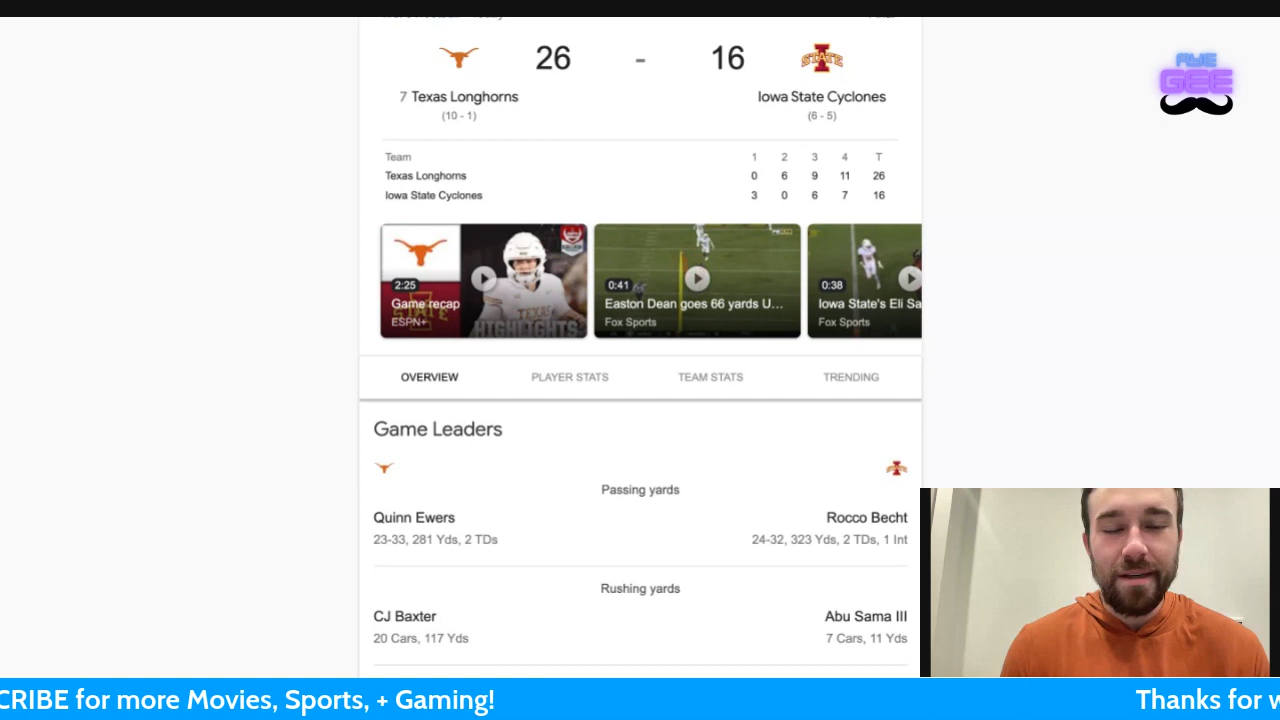 26 - 16
STATE
AYE
GEE
7 Texas Longhorns
Iowa State Cyclones
(10 - 1)
(6 - 5)
Team 1 2 3 4 T
Texas Longhorns 0 6 9 11 26
Iowa State Cyclones 3 0 6 7 16
2:25
Game recap
ESPN+
TEXAS
HIGHLIGHTS
0:41
Easton Dean goes 66 yards U...
Fox Sports
0:38
Iowa State's Eli Sa
Fox Sports
OVERVIEW PLAYER STATS TEAM STATS TRENDING
Game Leaders
Passing yards
Quinn Ewers
Rocco Becht
23-33, 281 Yds, 2 TDs
24-32, 323 Yds, 2 TDs, 1 Int
Rushing yards
CJ Baxter
Abu Sama III
20 Cars, 117 Yds
7 Cars, 11 Yds
CRIBE for more Movies, Sports, + Gaming!
Thanks for w